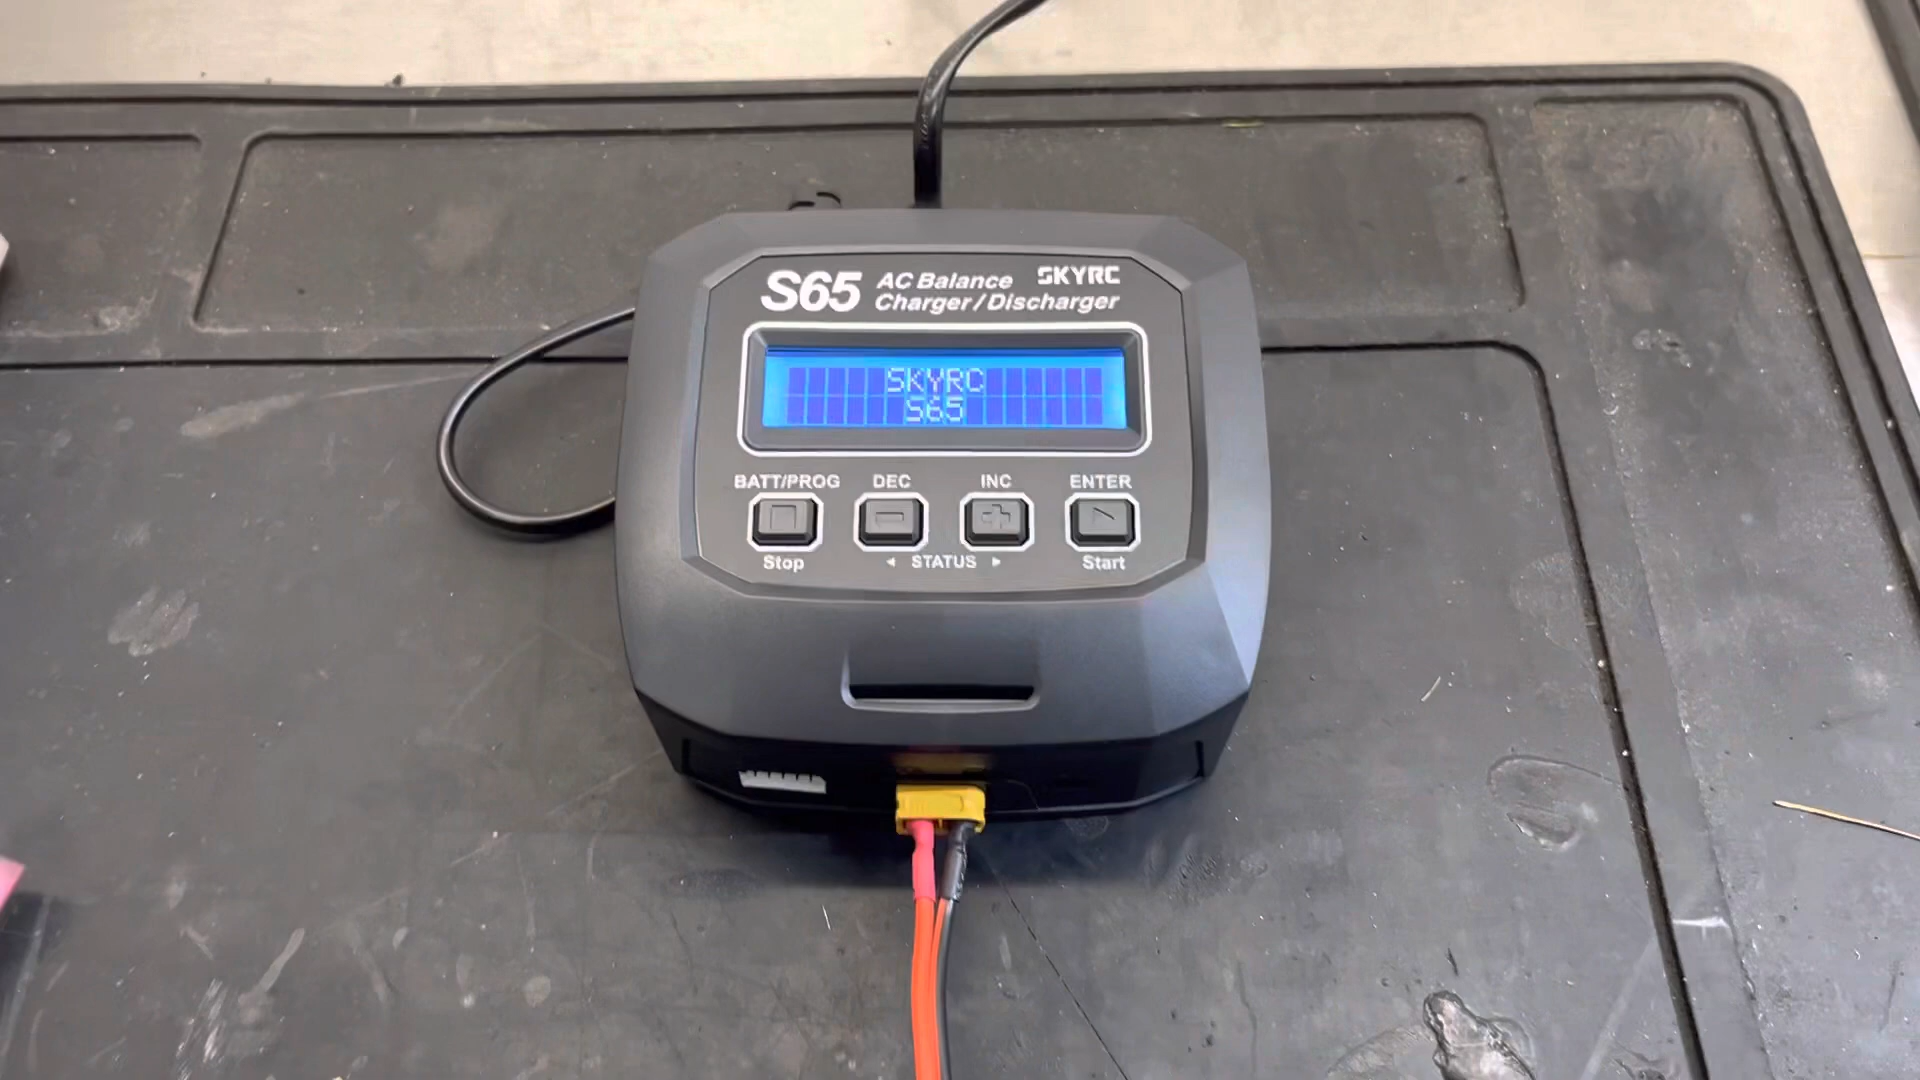 S65 AC Balance SKYRC
Charger/Discharger
SKYRC
S65
BATT/PROG DEC INC ENTER
Stop ◄ STATUS ► Start